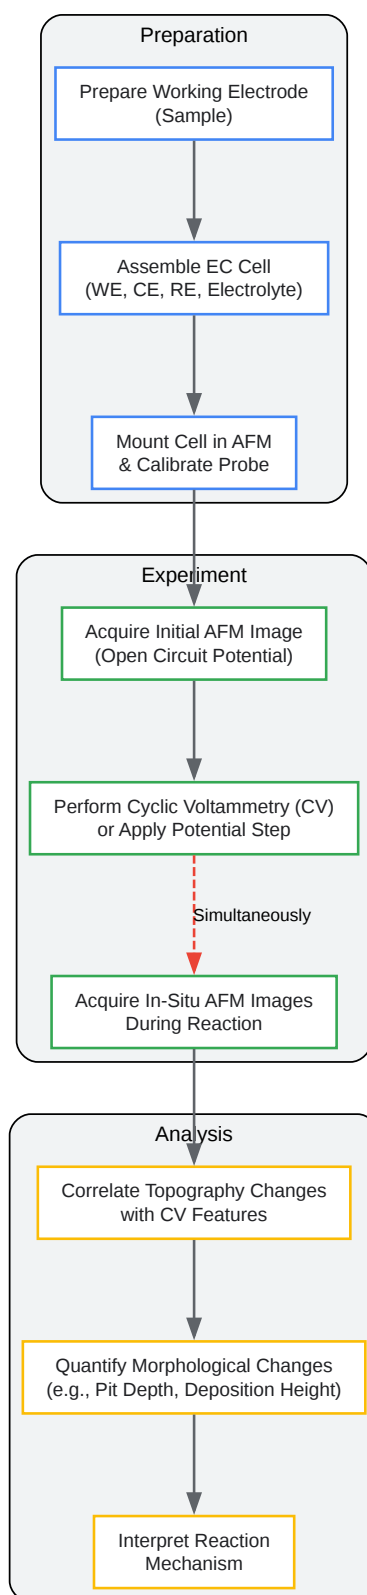 Preparation
Prepare Working Electrode
(Sample)
Assemble EC Cell
(WE, CE, RE, Electrolyte)
Mount Cell in AFM
& Calibrate Probe
Experiment
Acquire Initial AFM Image
(Open Circuit Potential)
Perform Cyclic Voltammetry (CV)
or Apply Potential Step
Simultaneously
Acquire In-Situ AFM Images
During Reaction
Analysis
Correlate Topography Changes
with CV Features
Quantify Morphological Changes
(e.g., Pit Depth, Deposition Height)
Interpret Reaction
Mechanism